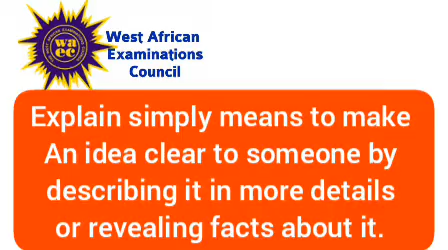 waec
West African
Examinations
Council
Explain simply means to make
An idea clear to someone by
describing it in more details
or revealing facts about it.